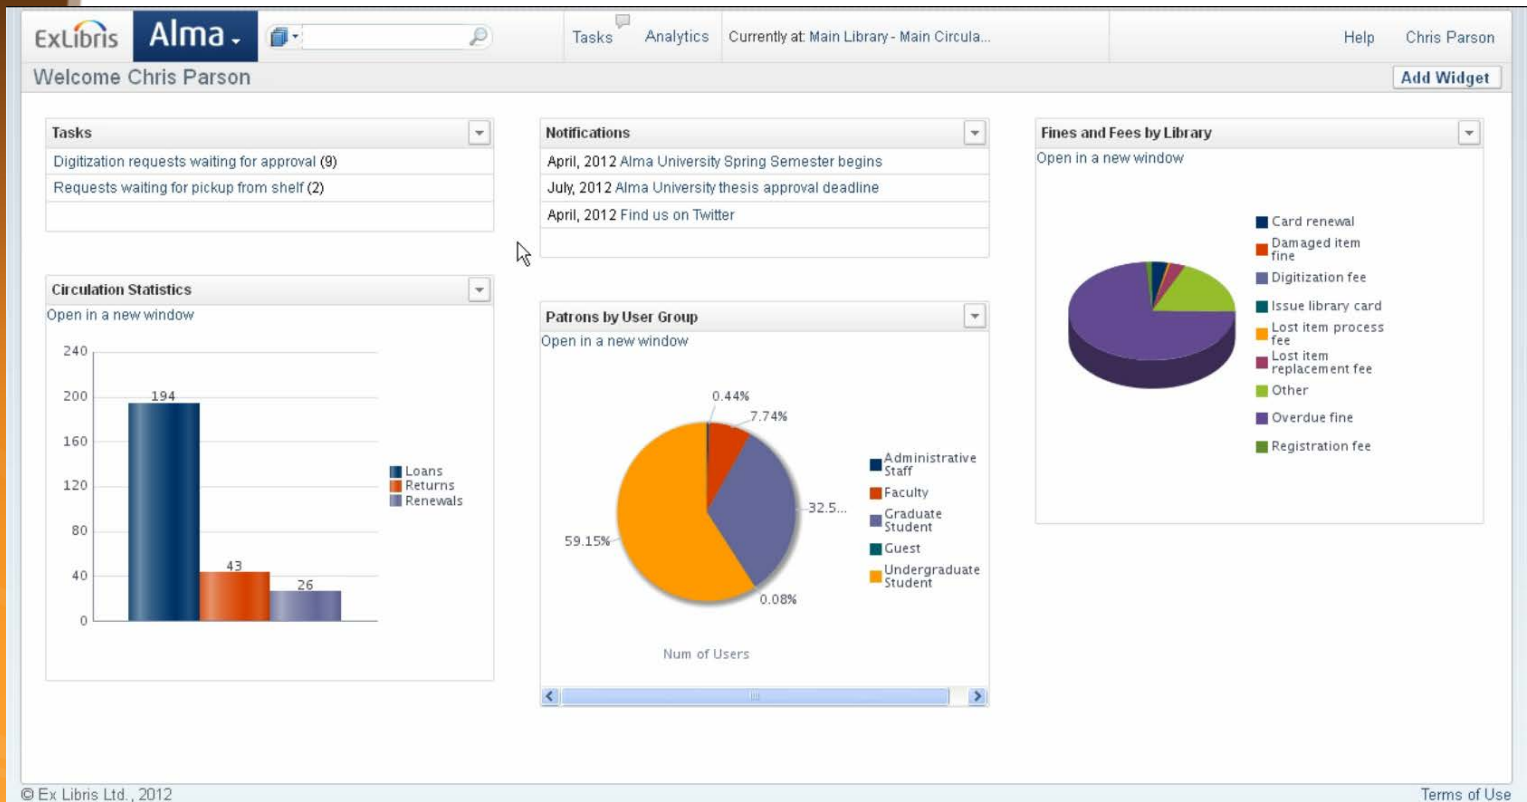 ExLibris Alma Tasks Analytics Currently at: Main Library - Main Circula... Help Chris Parson
Welcome Chris Parson
Add Widget
Tasks
Digitization requests waiting for approval (9)
Requests waiting for pickup from shelf (2)
Circulation Statistics
Open in a new window
240
200
160
120
80
40
0
194
43
26
Loans
Returns
Renewals
Notifications
April, 2012 Alma University Spring Semester begins
July, 2012 Alma University thesis approval deadline
April, 2012 Find us on Twitter
Patrons by User Group
Open in a new window
0.44%
7.74%
32.5...
59.15%
0.08%
Administrative
Staff
Faculty
Graduate
Student
Guest
Undergraduate
Student
Num of Users
Fines and Fees by Library
Open in a new window
Card renewal
Damaged item
fine
Digitization fee
Issue library card
Lost item process
fee
Lost item
replacement fee
Other
Overdue fine
Registration fee
© Ex Libris Ltd., 2012
Terms of Use